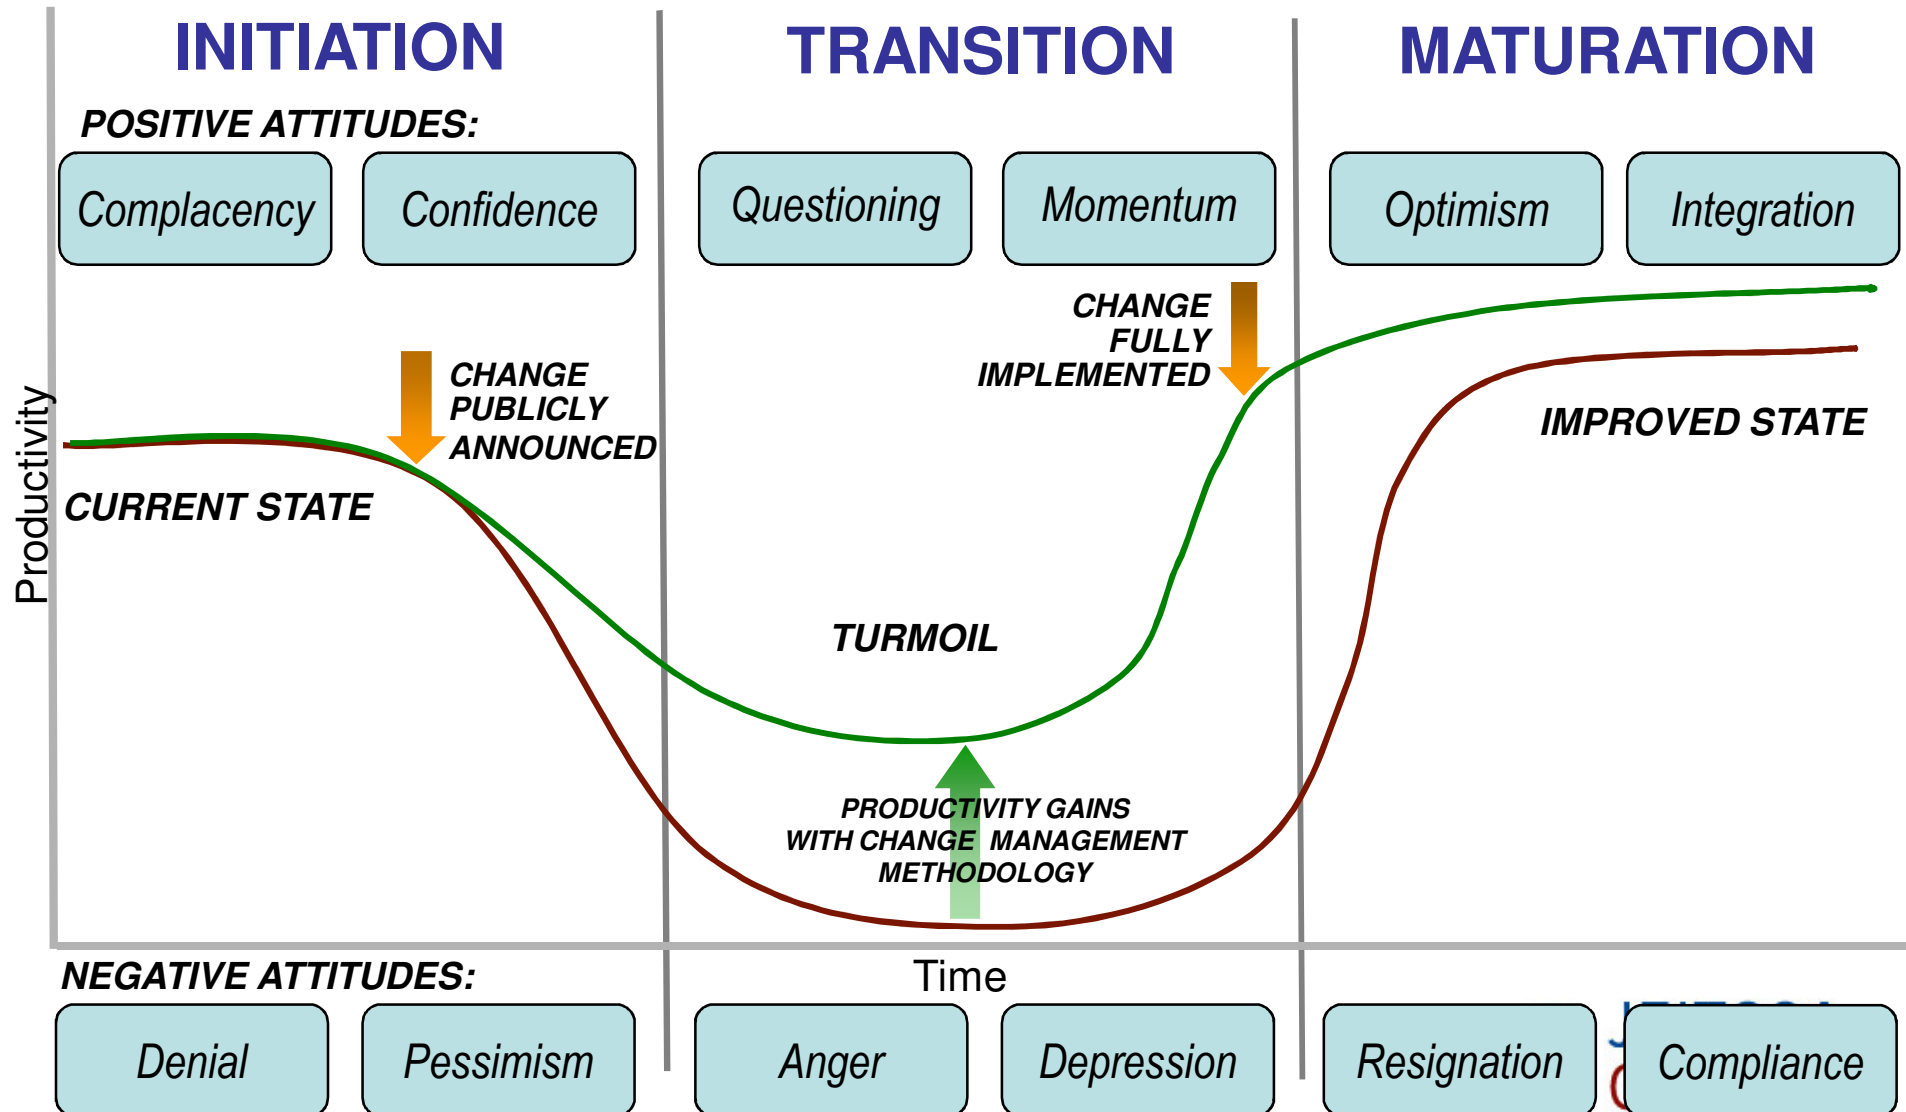 INITIATION
TRANSITION
MATURATION
POSITIVE ATTITUDES:
Complacency
Confidence
Questioning
Momentum
Optimism
Integration
CHANGE
FULLY
IMPLEMENTED
CHANGE
PUBLICLY
ANNOUNCED
Productivity
CURRENT STATE
IMPROVED STATE
TURMOIL
PRODUCTIVITY GAINS
WITH CHANGE MANAGEMENT
METHODOLOGY
NEGATIVE ATTITUDES:
Time
Denial
Pessimism
Anger
Depression
Resignation
Compliance